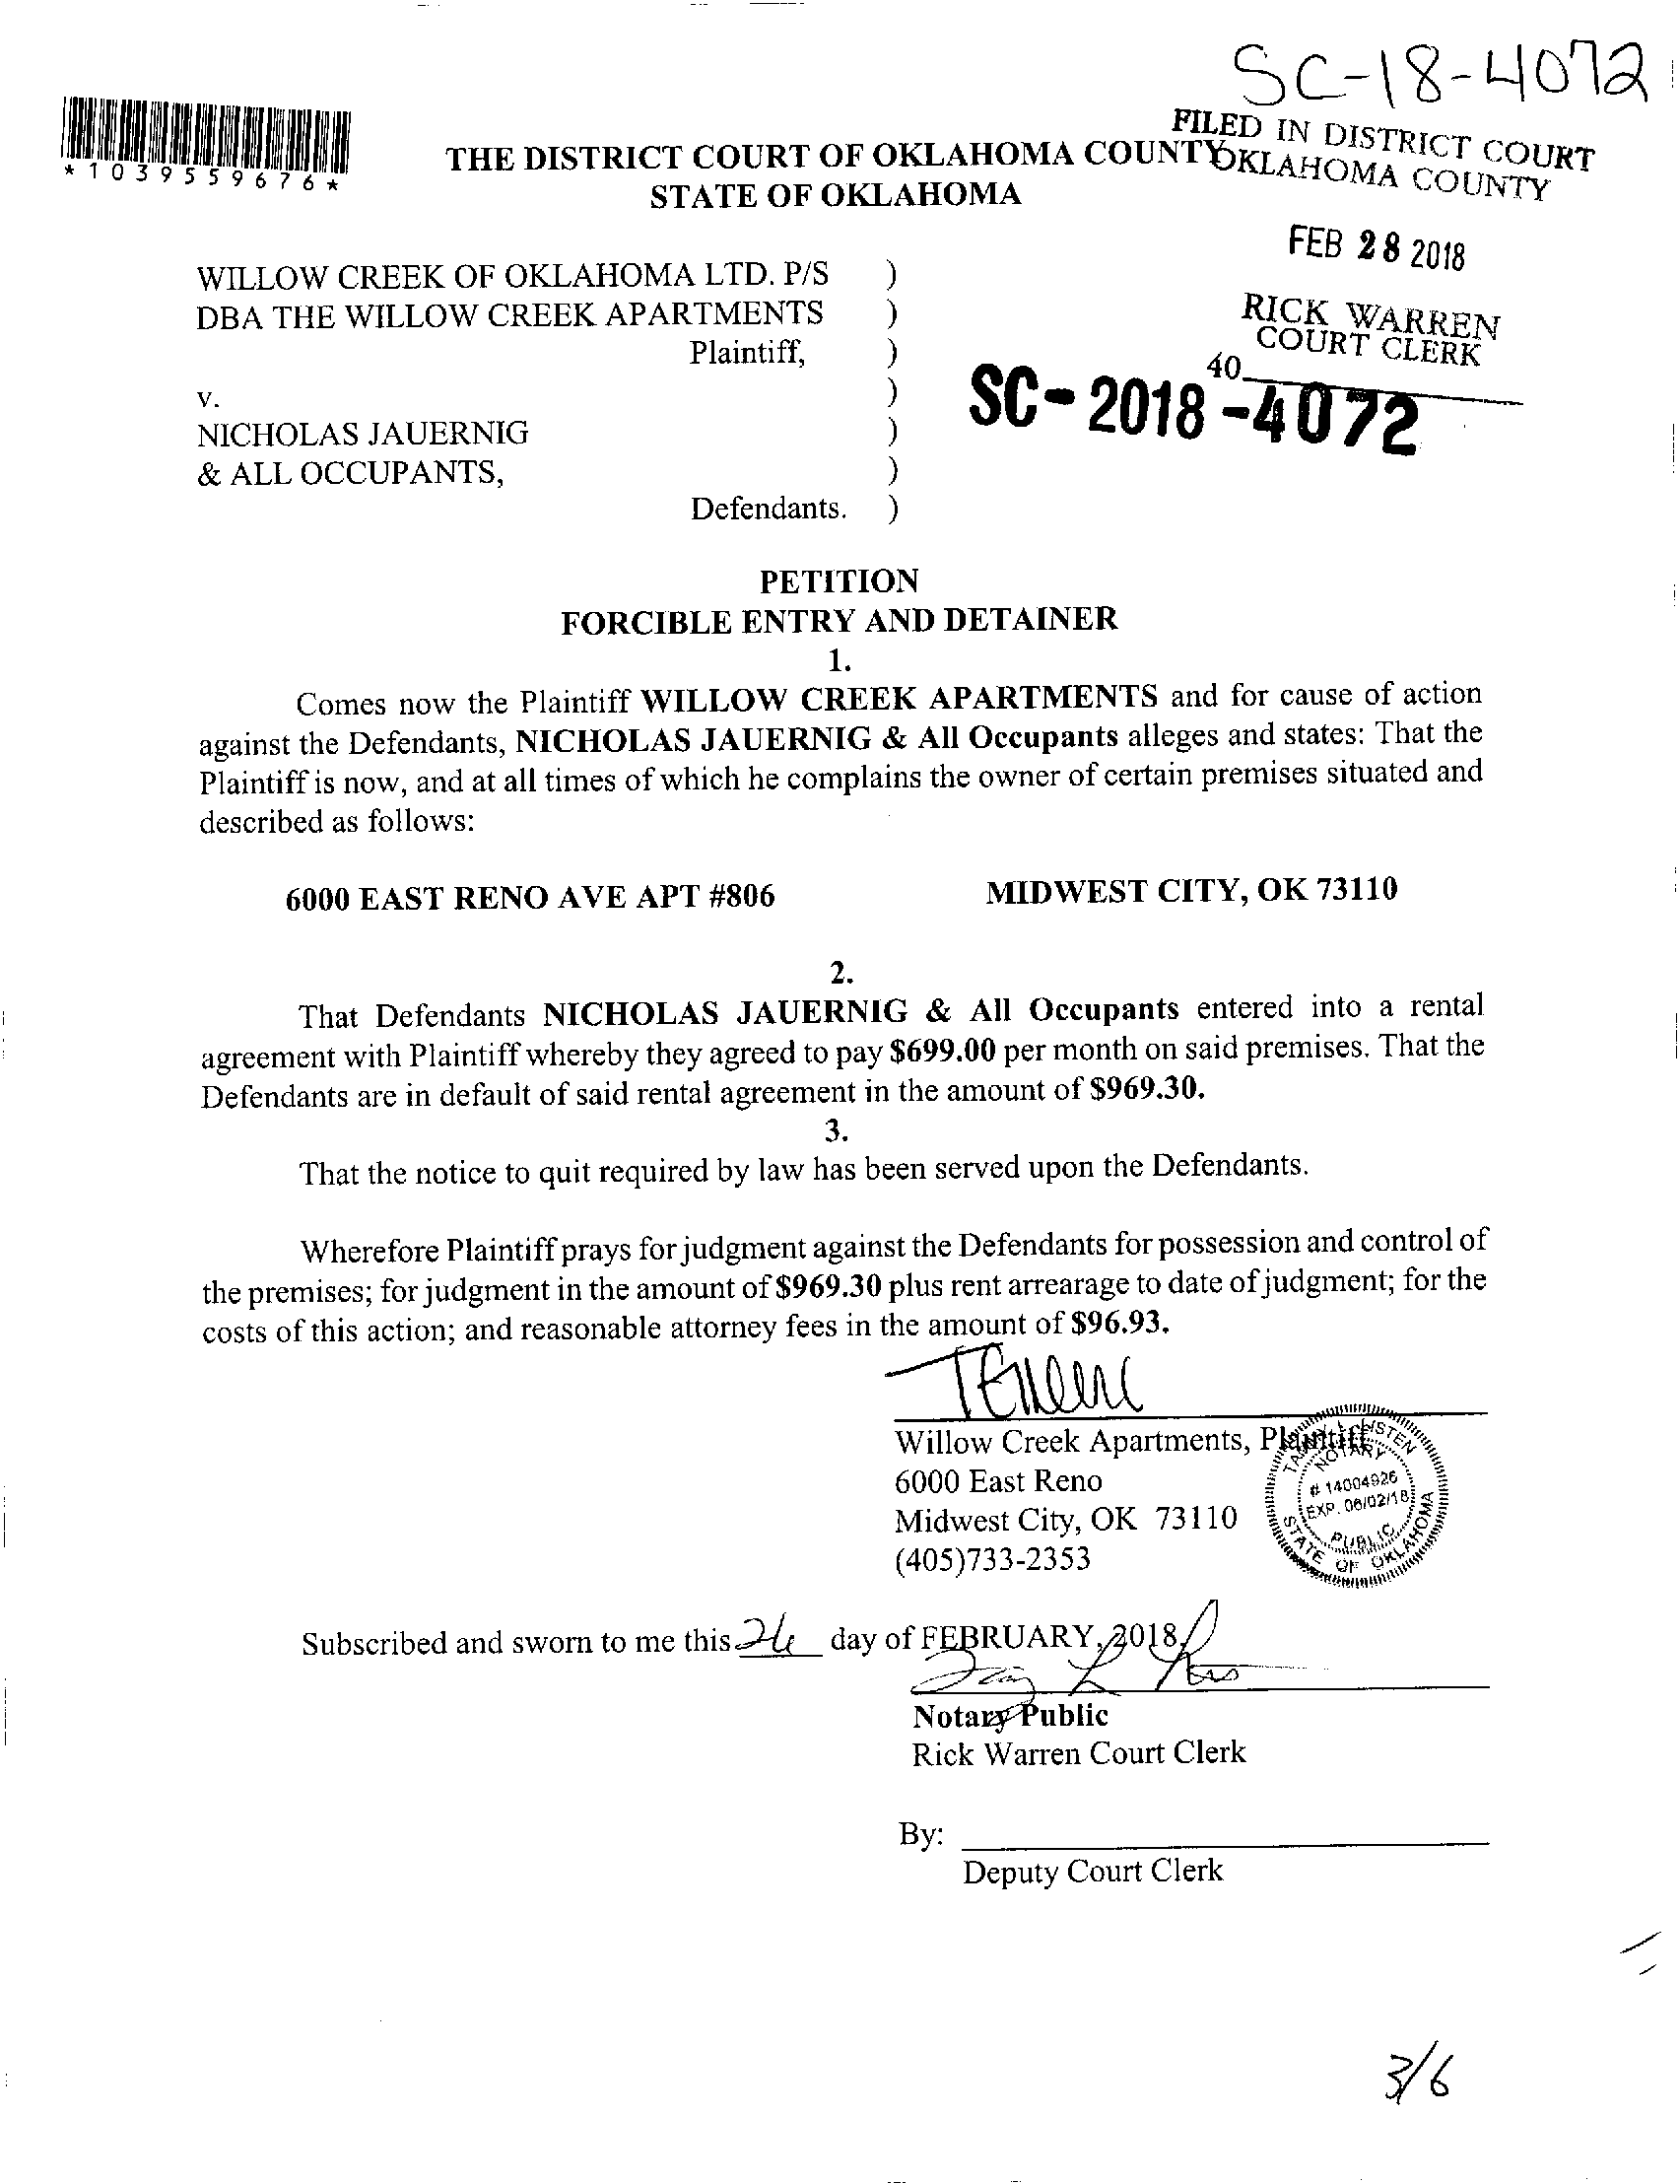 SC-18-4072
*1039559676*
FILED IN DISTRICT COURT
OKLAHOMA COUNTY
THE DISTRICT COURT OF OKLAHOMA COUNTY
STATE OF OKLAHOMA
FEB 28 2018
RICK WARREN
COURT CLERK
40
SC-2018-4072
WILLOW CREEK OF OKLAHOMA LTD. P/S )
DBA THE WILLOW CREEK APARTMENTS )
Plaintiff, )
)
v.
NICHOLAS JAUERNIG )
& ALL OCCUPANTS, )
Defendants. )
PETITION
FORCIBLE ENTRY AND DETAINER
1.
Comes now the Plaintiff WILLOW CREEK APARTMENTS and for cause of action
against the Defendants, NICHOLAS JAUERNIG & All Occupants alleges and states: That the
Plaintiff is now, and at all times of which he complains the owner of certain premises situated and
described as follows:
6000 EAST RENO AVE APT #806 MIDWEST CITY, OK 73110
2.
That Defendants NICHOLAS JAUERNIG & All Occupants entered into a rental
agreement with Plaintiff whereby they agreed to pay $699.00 per month on said premises. That the
Defendants are in default of said rental agreement in the amount of $969.30.
3.
That the notice to quit required by law has been served upon the Defendants.
Wherefore Plaintiff prays for judgment against the Defendants for possession and control of
the premises; for judgment in the amount of $969.30 plus rent arrearage to date of judgment; for the
costs of this action; and reasonable attorney fees in the amount of $96.93.
Willow Creek Apartments, Plaintiff
6000 East Reno
Midwest City, OK 73110
(405)733-2353
NOTARY
# 14004926
EXP. 06/02/18
PUBLIC
STATE OF OKLAHOMA
Subscribed and sworn to me this 26 day of FEBRUARY, 2018.
Notary Public
Rick Warren Court Clerk
By:
Deputy Court Clerk
3/6